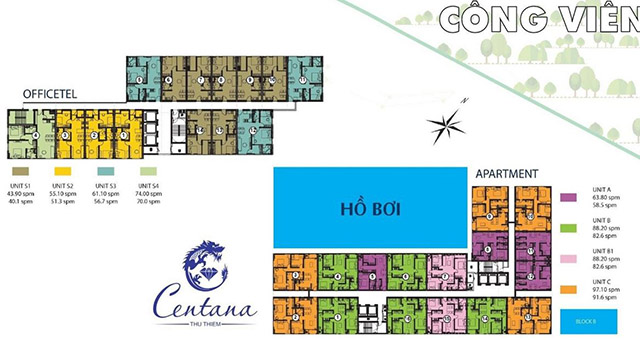 CÔNG VIÊN
OFFICETEL
N
UNIT S1
43.90 spm
40.1 spm
UNIT S2
55.10 spm
51.3 spm
UNIT S3
61.10 spm
56.7 spm
UNIT S4
74.00 spm
70.0 spm
APARTMENT
HỒ BƠI
UNIT A
63.80 spm
58.5 spm
UNIT B
88.20 spm
82.6 spm
UNIT B1
88.20 spm
82.6 spm
UNIT C
97.10 spm
91.6 spm
Centana
THU THIEM